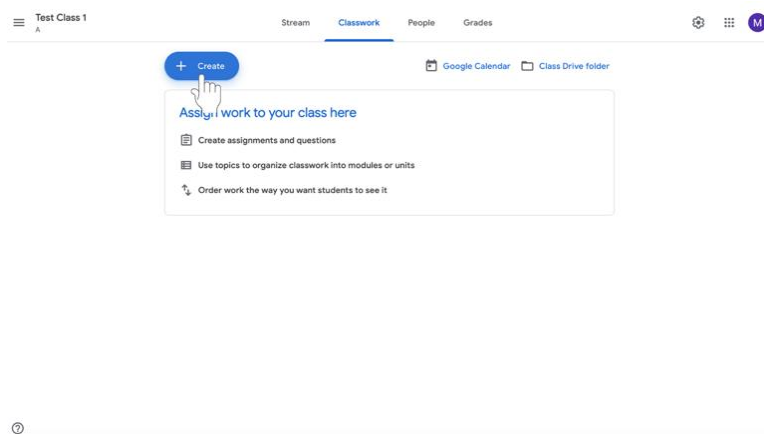 Test Class 1
A
Stream Classwork People Grades
M
Create
Google Calendar Class Drive folder
Assign work to your class here
Create assignments and questions
Use topics to organize classwork into modules or units
Order work the way you want students to see it